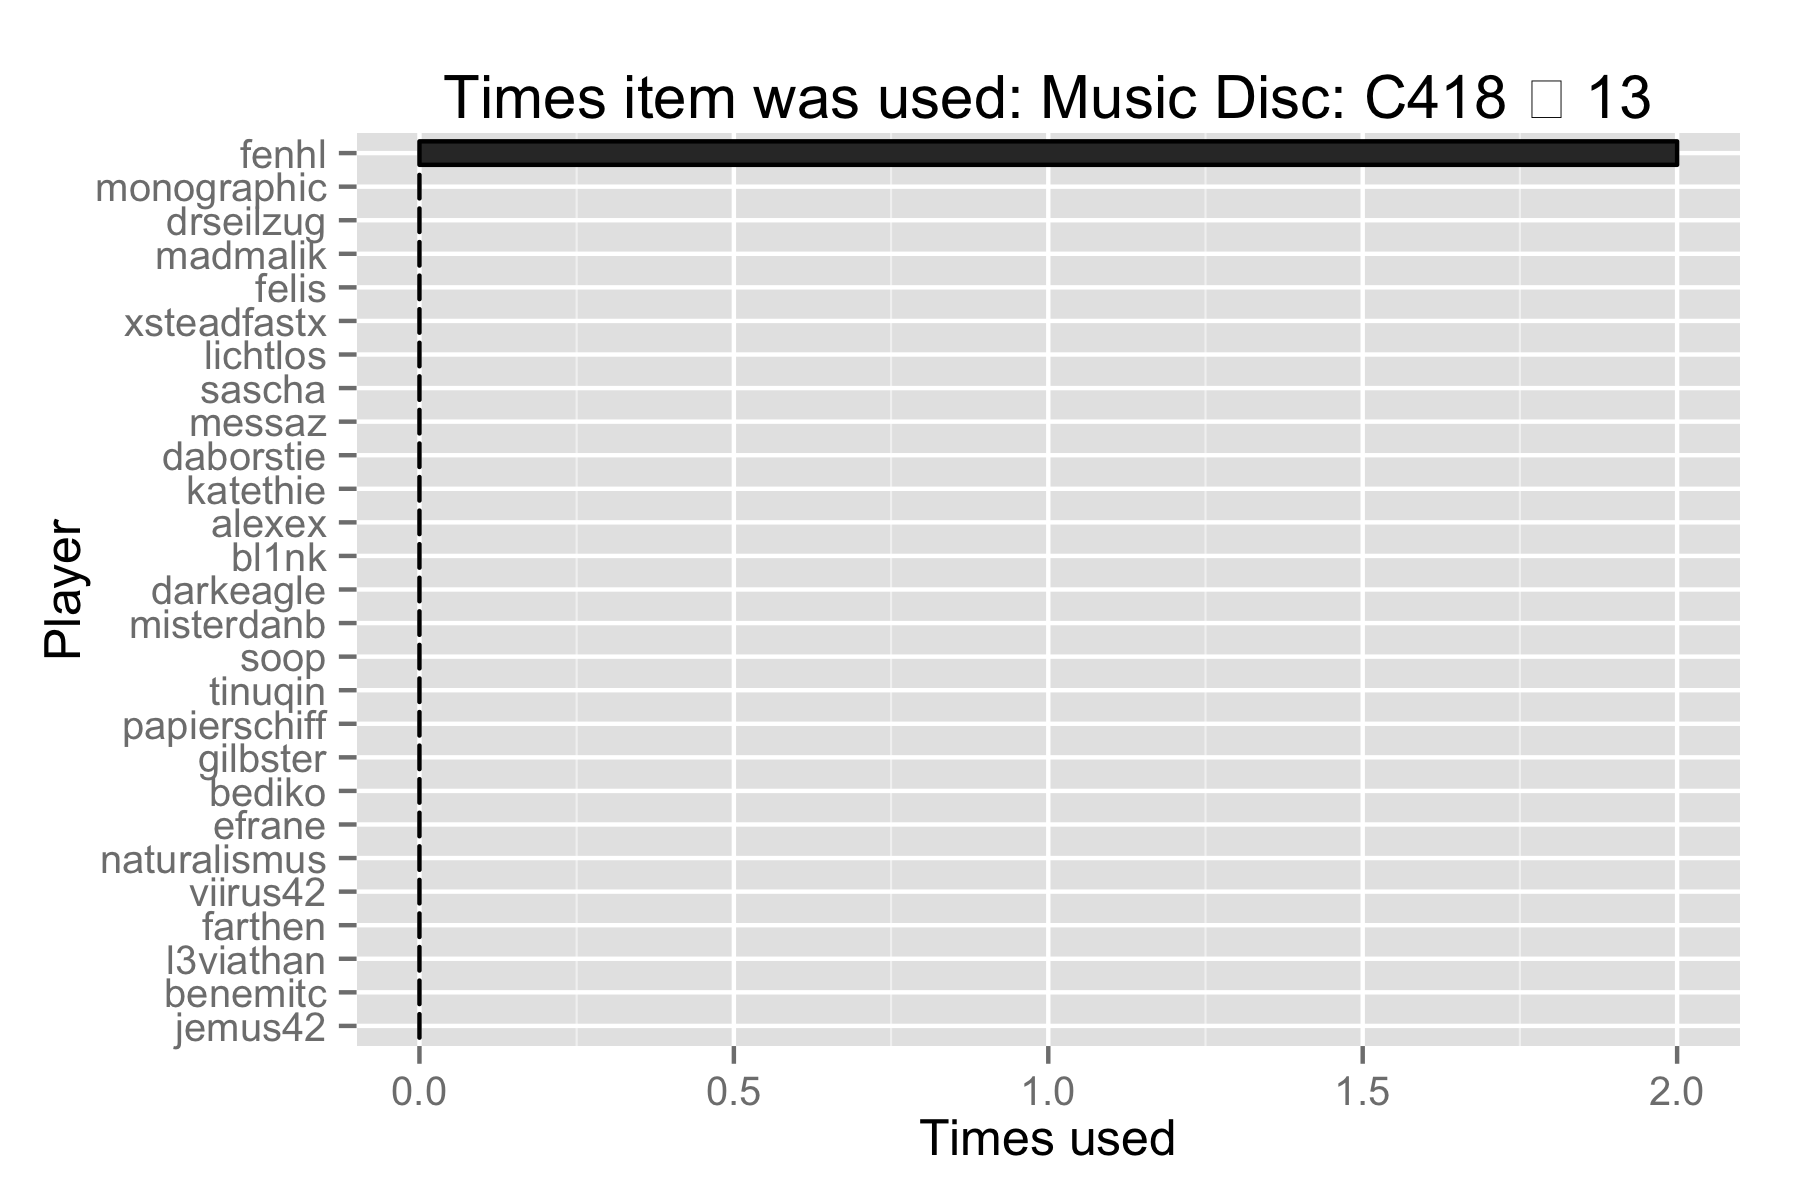 Times item was used: Music Disc: C418 □ 13
fenhl
monographic
drseilzug
madmalik
felis
xsteadfastx
lichtlos
sascha
messaz
daborstie
katethie
alexex
bl1nk
darkeagle
misterdanb
soop
tinuqin
papierschiff
gilbster
bediko
efrane
naturalismus
viirus42
farthen
l3viathan
benemitc
jemus42
Player
0.0 0.5 1.0 1.5 2.0
Times used